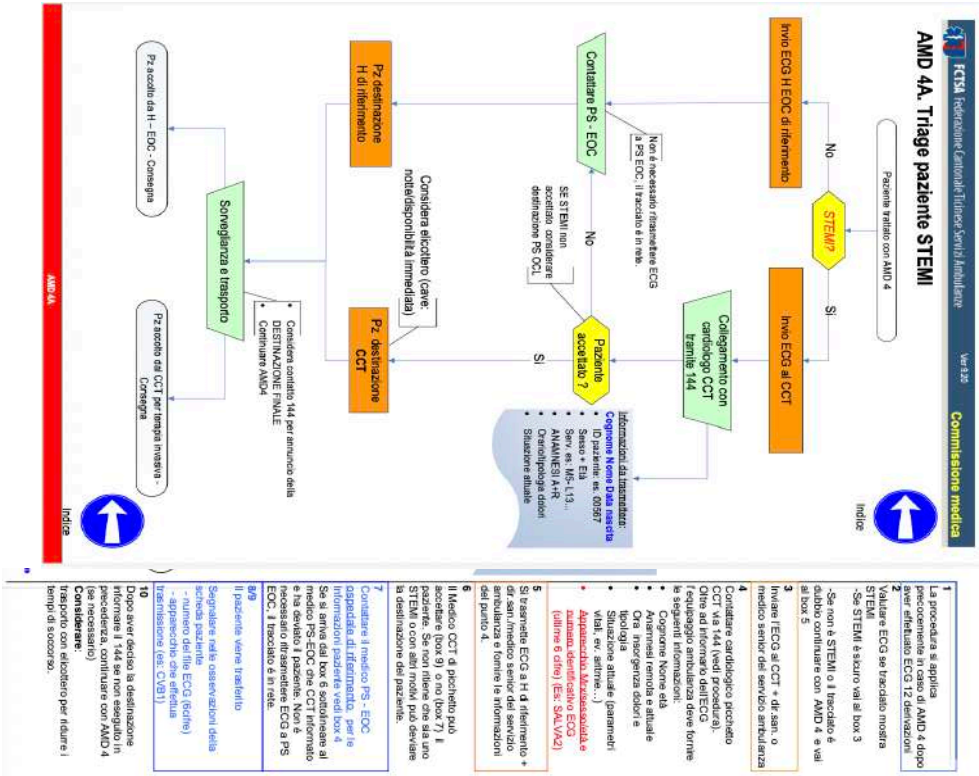 FCTSA Federazione Cantonale Ticinese Servizi Ambulanze
Ver 9.20
Commissione medica
AMD 4A. Triage paziente STEMI
Paziente trattato con AMD 4
Indice
STEMI?
No
Si
Invio ECG H EOC di riferimento
Invio ECG al CCT
Collegamento con
cardiologo CCT
tramite 144
Informazioni da trasmettere:
Cognome Nome Data nascita
• ID paziente: es. 00567
• Sesso + Età
• Serv. es: M5- L13...
• ANAMNESI A+R
• Orario/tipologia dolori
• Situazione attuale
Contattare PS - EOC
Non è necessario ritrasmettere ECG
a PS EOC, il tracciato è in rete.
No
SE STEMI non
accettato considerare
destinazione PS OCL
Paziente
accettato ?
Si
Pz destinazione
H di riferimento
Considera elicottero (cave:
notte/disponibilità immediata)
Pz destinazione
CCT
Sorveglianza e trasporto
• Considera contatto 144 per annuncio della
DESTINAZIONE FINALE
• Continuare AMD4
Pz accolto da H – EOC - Consegna
Pz accolto dal CCT per terapia invasiva -
Consegna
Indice
AMD 4A
1
La procedura si applica
precocemente in caso di AMD 4 dopo
aver effettuato ECG 12 derivazioni
2
Valutare ECG se tracciato mostra
STEMI
-Se STEMI è sicuro vai al box 3
-Se non è STEMI o il tracciato è
dubbio continuare con AMD 4 e vai
al box 5
3
Inviare l'ECG al CCT + dir.san. o
medico senior del servizio ambulanza
4
Contattare cardiologo picchetto
CCT via 144 (ved procedura).
Oltre ad informarlo dell'ECG
l'equipaggio ambulanza deve fornire
le seguenti informazioni:
• Cognome Nome età
• Anamnesi remota e attuale
• Ora insorgenza dolori e
tipologia
• Situazione attuale (parametri
vitali, ev. aritmie...)
• Apparecchio Mrx/sesso/età e
numero identificativo ECG
(ultime 6 cifre) (Es: SALVA2)
5
Si trasmette ECG a H di riferimento +
dir san./medico senior del servizio
ambulanza e fornire le informazioni
del punto 4.
6
Il Medico CCT di picchetto può
accettare (box 9) o no (box 7) il
paziente. Se non ritiene che sia uno
STEMI o con altri motivi può deviare
la destinazione del paziente.
7
Contattare il medico PS - EOC
ospedale di riferimento, per le
Informazioni paziente vedi box 4
Se si arriva dal box 6 sottolineare al
medico PS-EOC che CCT informato
e ha deviato il paziente. Non è
necessario ritrasmettere ECG a PS
EOC, il tracciato è in rete.
8/9
Il paziente viene trasferito
Segnalare nelle osservazioni della
scheda paziente
- numero del file ECG (6cifre)
- apparecchio che effettua
trasmissione (es: CVB1)
10
Dopo aver deciso la destinazione
informare il 144 se non eseguito in
precedenza, continuare con AMD 4
(se necessario)
Considerare:
trasporto con elicottero per ridurre i
tempi di soccorso.